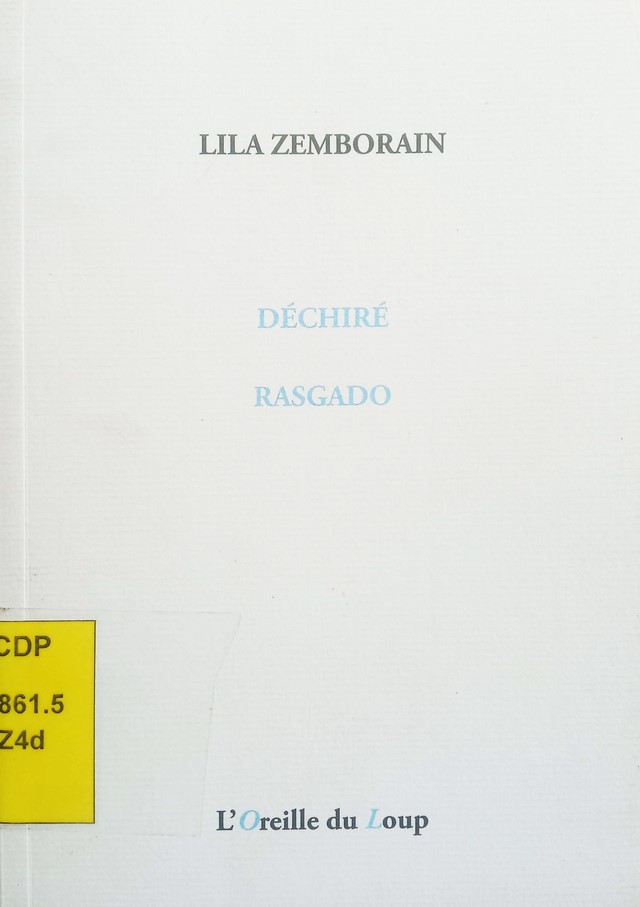 LILA ZEMBORAIN
DÉCHIRÉ
RASGADO
CDP
861.5
Z4d
L'Oreille du Loup